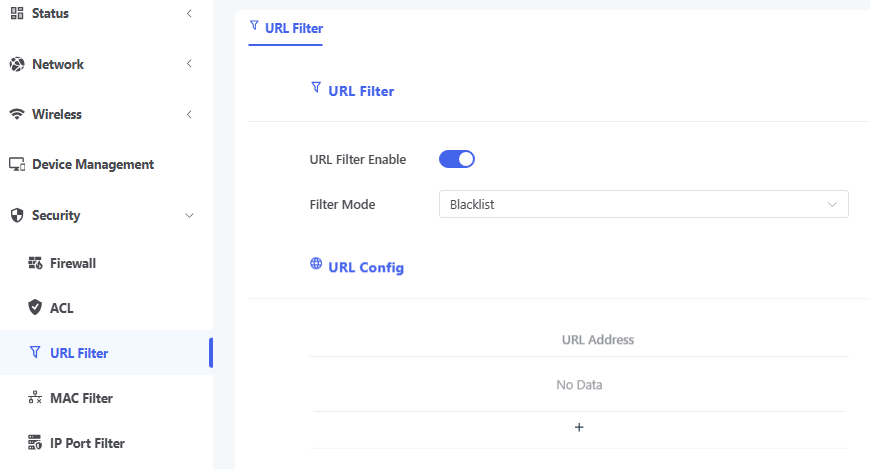 Status
Network
Wireless
Device Management
Security
Firewall
ACL
URL Filter
MAC Filter
IP Port Filter
URL Filter
URL Filter
URL Filter Enable
Filter Mode
Blacklist
URL Config
URL Address
No Data
+